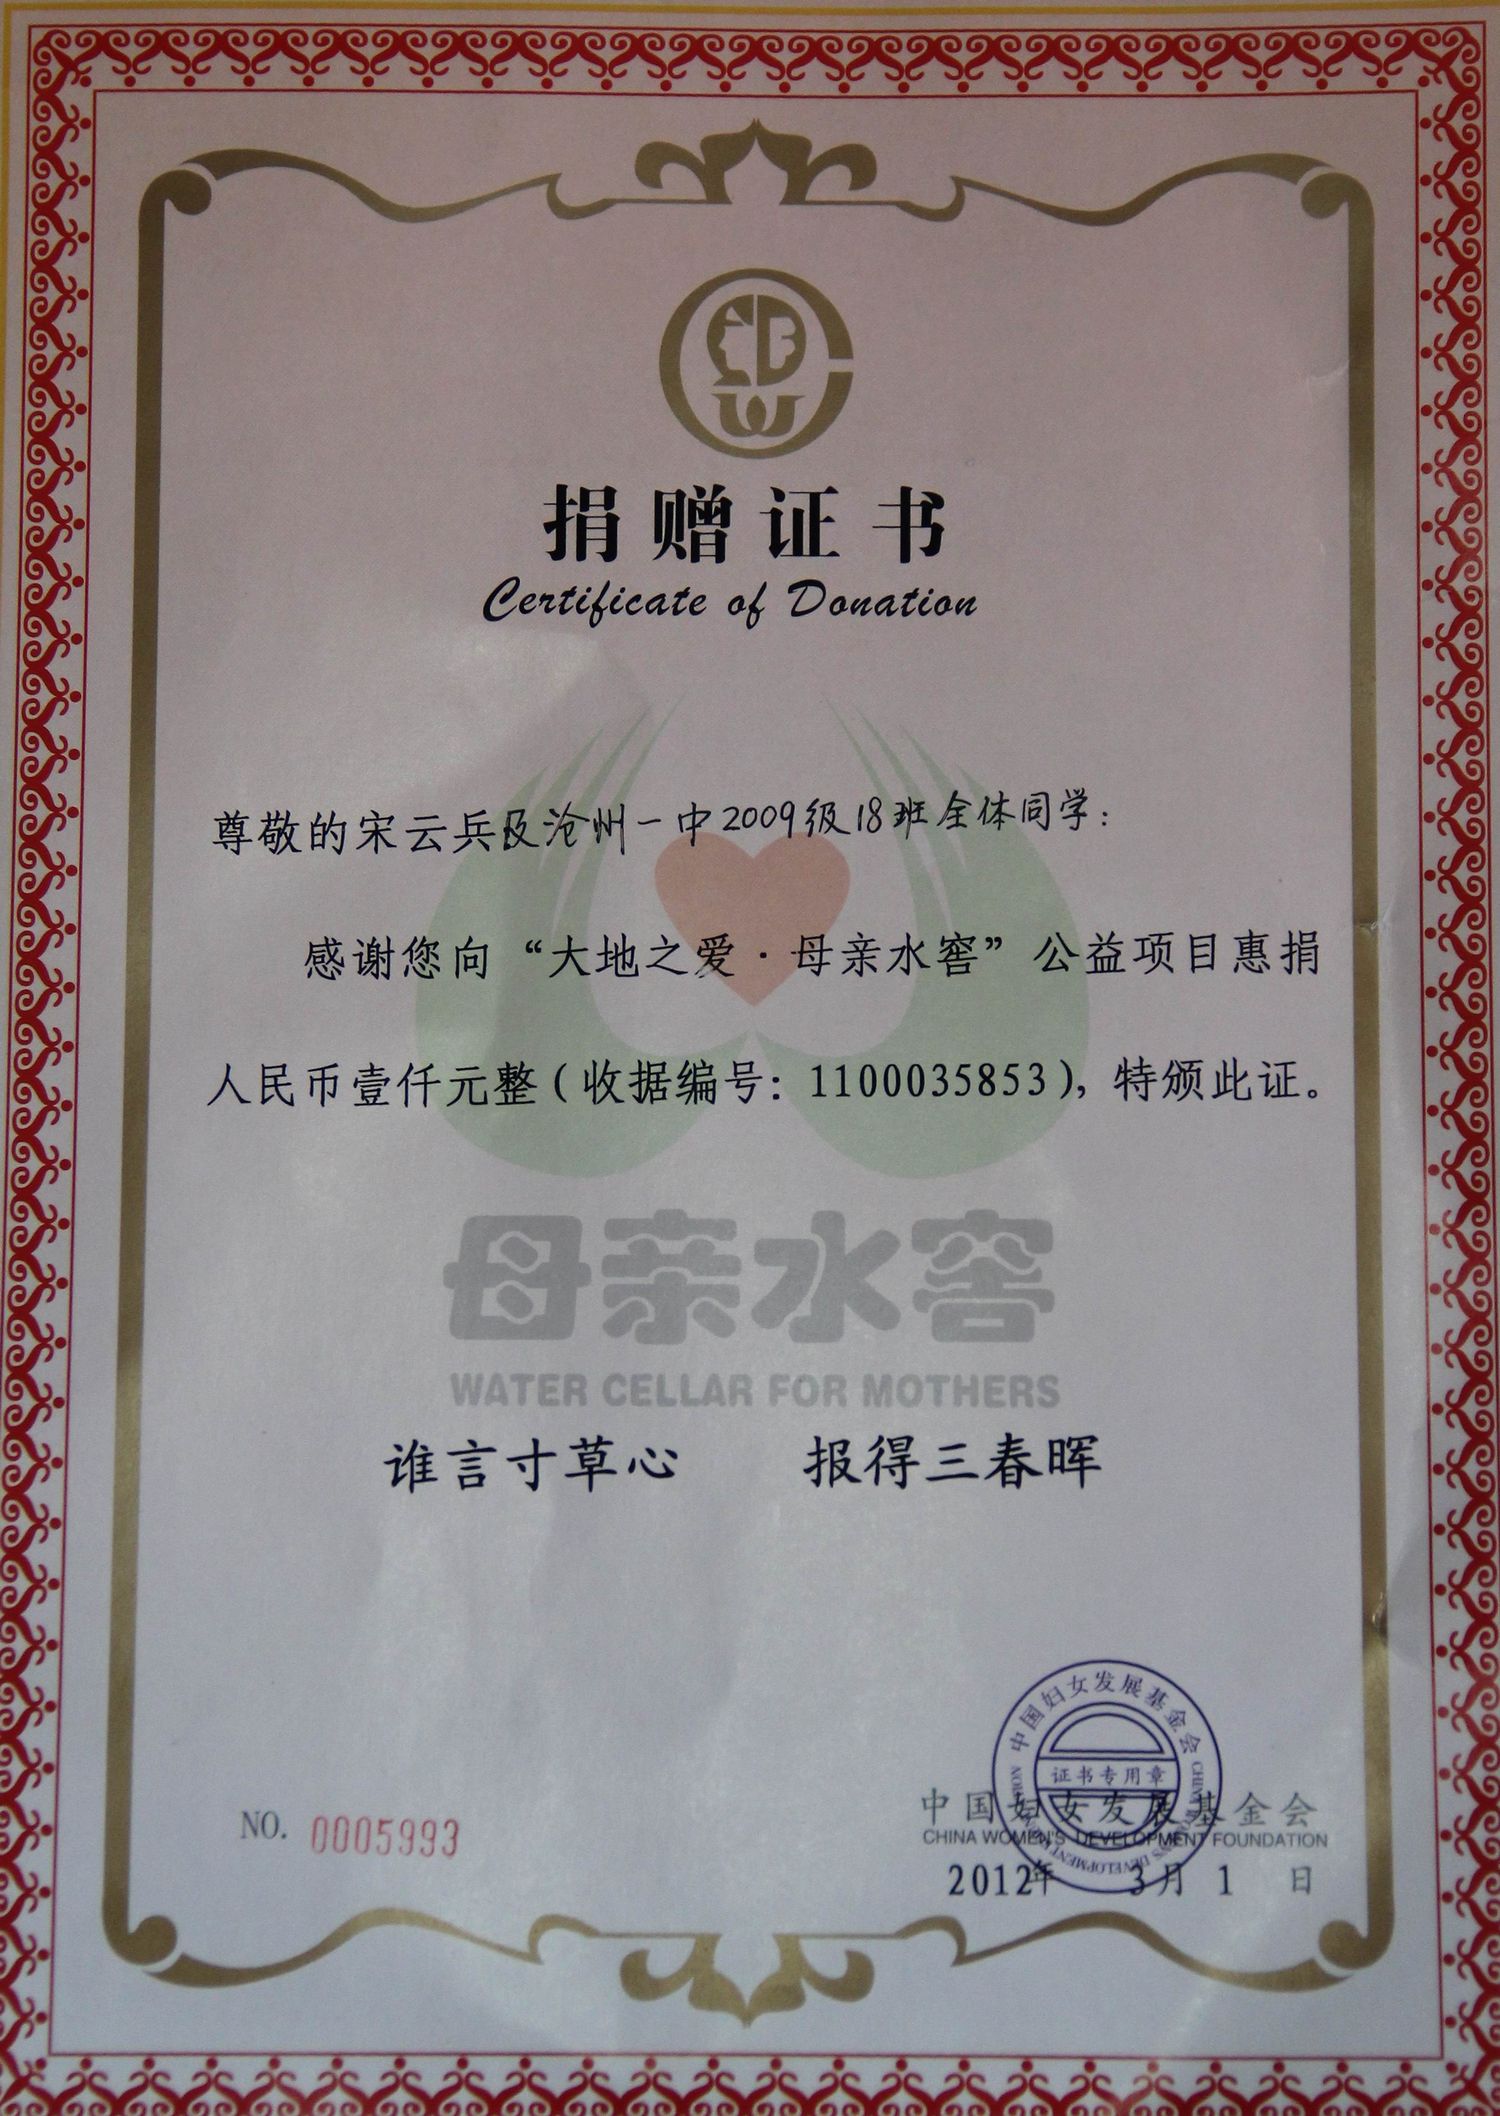 捐赠证书
Certificate of Donation
尊敬的宋云兵及沧州一中2009级18班全体同学：
感谢您向“大地之爱·母亲水窖”公益项目惠捐
人民币壹仟元整（收据编号：1100035853），特颁此证。
母亲水窖
WATER CELLAR FOR MOTHERS
谁言寸草心 报得三春晖
中国妇女发展基金会
证书专用章
CHINA WOMEN'S DEVELOPMENT FOUNDATION
中国妇女发展基金会
CHINA WOMEN'S DEVELOPMENT FOUNDATION
NO. 0005993
2012年 3月 1 日